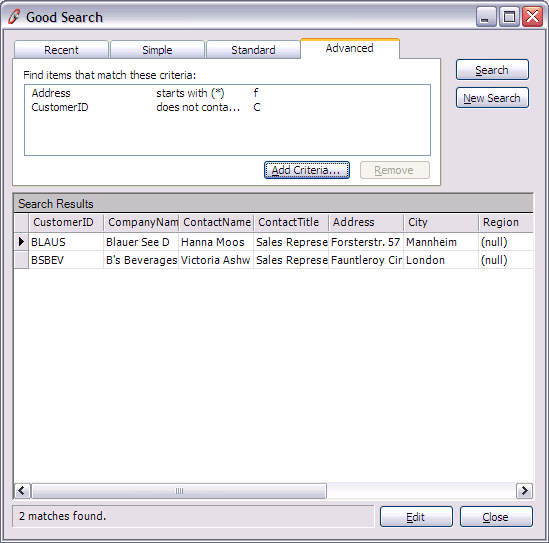 Good Search
Recent Simple Standard Advanced
Find items that match these criteria:
Address starts with (*) f
CustomerID does not conta... C
Search
New Search
Add Criteria... Remove
Search Results
CustomerID CompanyNam ContactName ContactTitle Address City Region
BLAUS Blauer See D Hanna Moos Sales Represe Forsterstr. 57 Mannheim (null)
BSBEV B's Beverages Victoria Ashw Sales Represe Fauntleroy Cir London (null)
2 matches found. Edit Close